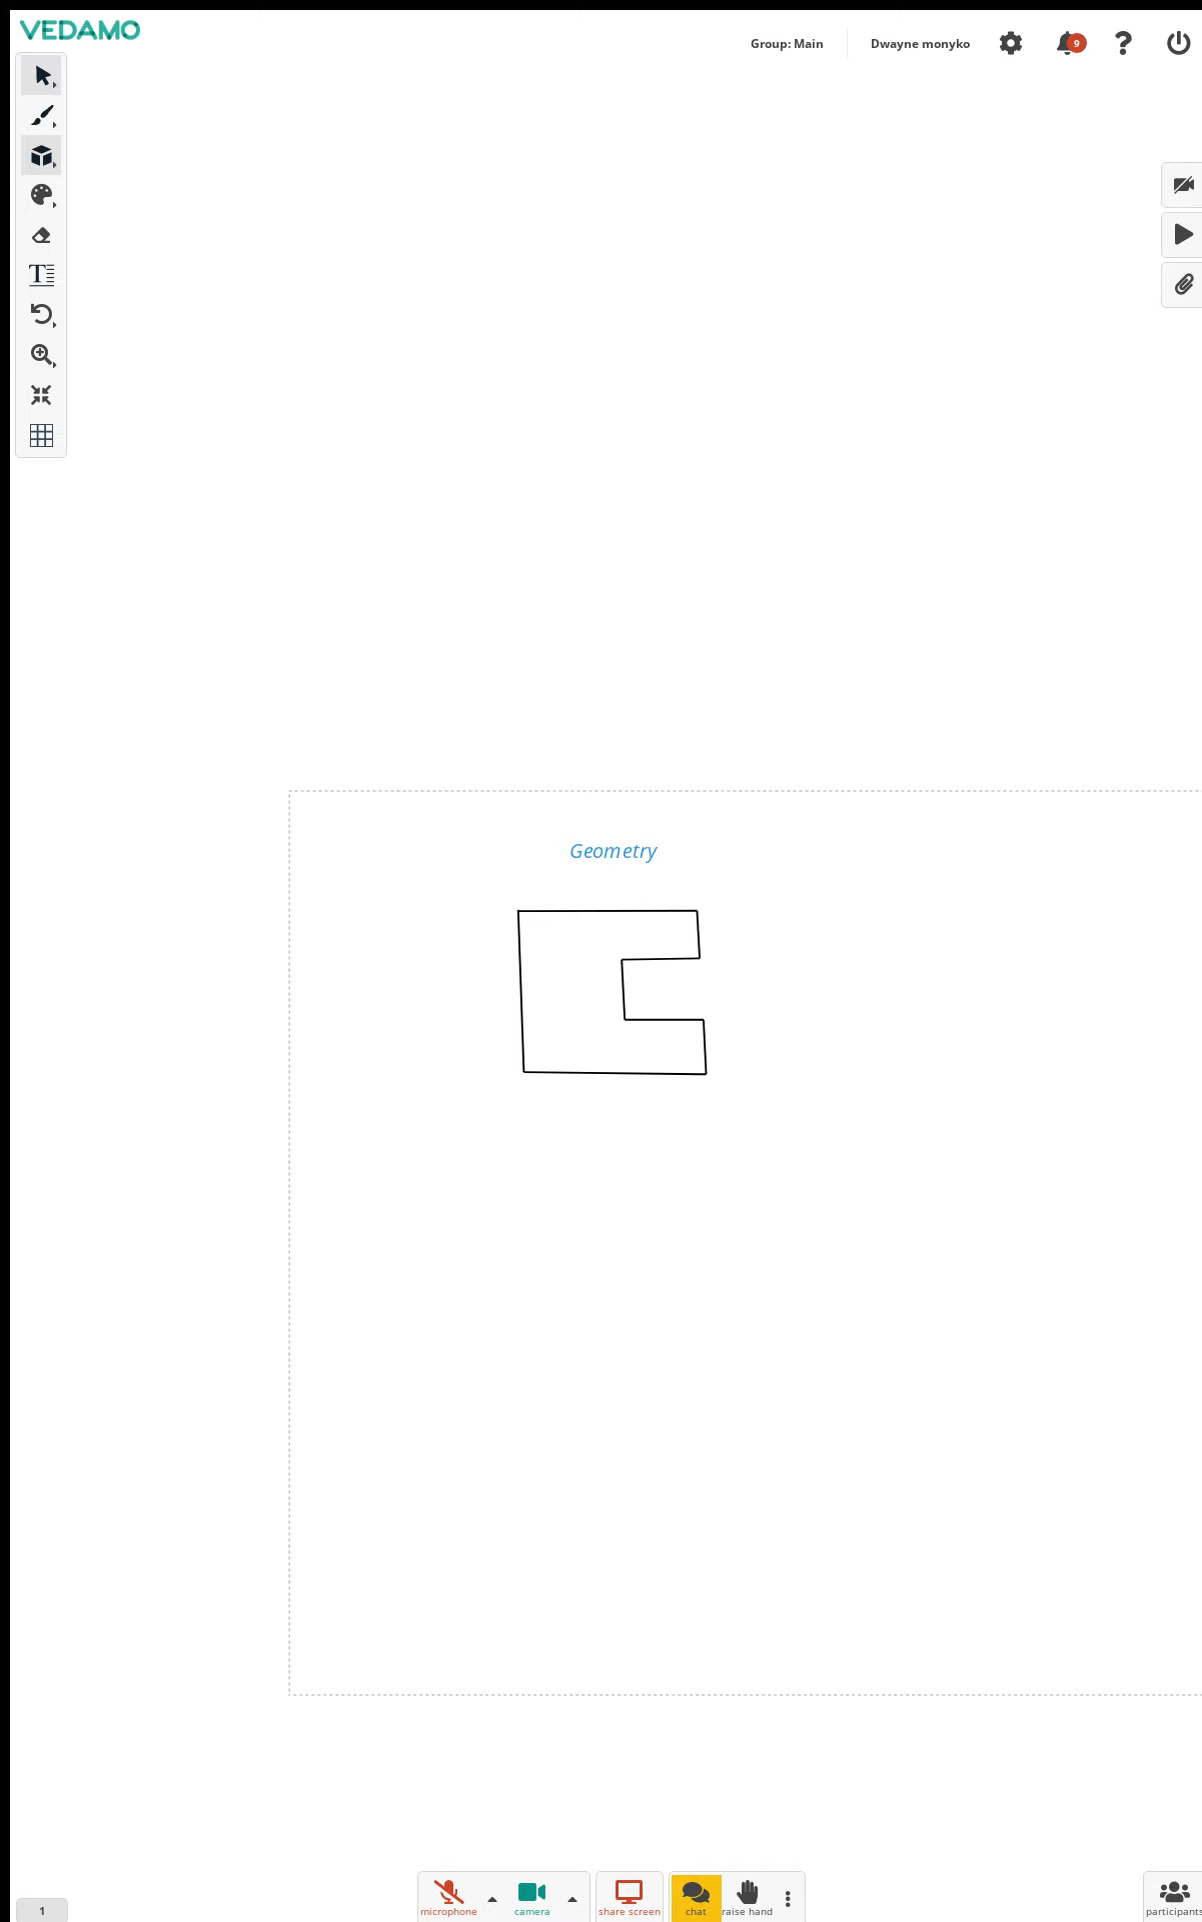 VEDAMO
Group: Main
Dwayne monyko
9
T
Geometry
1
microphone
camera
share screen
chat
raise hand
participants